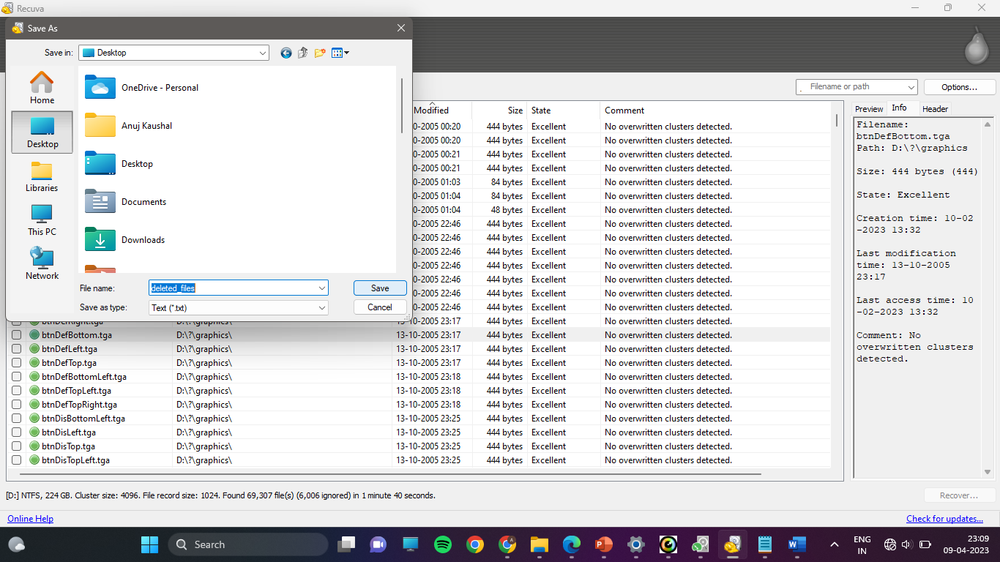 Recuva
Save As
Save in: Desktop
Home
Desktop
Libraries
This PC
Network
OneDrive - Personal
Anuj Kaushal
Desktop
Documents
Downloads
File name: deleted_files Save
Save as type: Text (*.txt) Cancel
Filename or path Options...
Modified Size State Comment
0-2005 00:20 444 bytes Excellent No overwritten clusters detected.
0-2005 00:20 444 bytes Excellent No overwritten clusters detected.
0-2005 00:21 444 bytes Excellent No overwritten clusters detected.
0-2005 00:21 444 bytes Excellent No overwritten clusters detected.
0-2005 01:03 84 bytes Excellent No overwritten clusters detected.
0-2005 01:04 84 bytes Excellent No overwritten clusters detected.
0-2005 01:04 48 bytes Excellent No overwritten clusters detected.
0-2005 22:46 444 bytes Excellent No overwritten clusters detected.
0-2005 22:46 444 bytes Excellent No overwritten clusters detected.
0-2005 22:46 444 bytes Excellent No overwritten clusters detected.
0-2005 22:46 444 bytes Excellent No overwritten clusters detected.
0-2005 22:46 444 bytes Excellent No overwritten clusters detected.
0-2005 22:46 444 bytes Excellent No overwritten clusters detected.
0-2005 22:46 444 bytes Excellent No overwritten clusters detected.
btnDefRight.tga D:\?\graphics\ 13-10-2005 23:17 444 bytes Excellent No overwritten clusters detected.
btnDefBottom.tga D:\?\graphics\ 13-10-2005 23:17 444 bytes Excellent No overwritten clusters detected.
btnDefLeft.tga D:\?\graphics\ 13-10-2005 23:17 444 bytes Excellent No overwritten clusters detected.
btnDefTop.tga D:\?\graphics\ 13-10-2005 23:17 444 bytes Excellent No overwritten clusters detected.
btnDefBottomLeft.tga D:\?\graphics\ 13-10-2005 23:18 444 bytes Excellent No overwritten clusters detected.
btnDefTopLeft.tga D:\?\graphics\ 13-10-2005 23:18 444 bytes Excellent No overwritten clusters detected.
btnDefTopRight.tga D:\?\graphics\ 13-10-2005 23:18 444 bytes Excellent No overwritten clusters detected.
btnDisBottomLeft.tga D:\?\graphics\ 13-10-2005 23:25 444 bytes Excellent No overwritten clusters detected.
btnDisLeft.tga D:\?\graphics\ 13-10-2005 23:25 444 bytes Excellent No overwritten clusters detected.
btnDisTop.tga D:\?\graphics\ 13-10-2005 23:25 444 bytes Excellent No overwritten clusters detected.
btnDisTopLeft.tga D:\?\graphics\ 13-10-2005 23:25 444 bytes Excellent No overwritten clusters detected.
Preview Info Header
Filename:
btnDefBottom.tga
Path: D:\?\graphics
Size: 444 bytes (444)
State: Excellent
Creation time: 10-02
-2023 13:32
Last modification
time: 13-10-2005
23:17
Last access time: 10
-02-2023 13:32
Comment: No
overwritten clusters
detected.
[D:] NTFS, 224 GB. Cluster size: 4096. File record size: 1024. Found 69,307 file(s) (6,006 ignored) in 1 minute 40 seconds.
Recover...
Online Help Check for updates...
Search
ENG
IN
23:09
09-04-2023